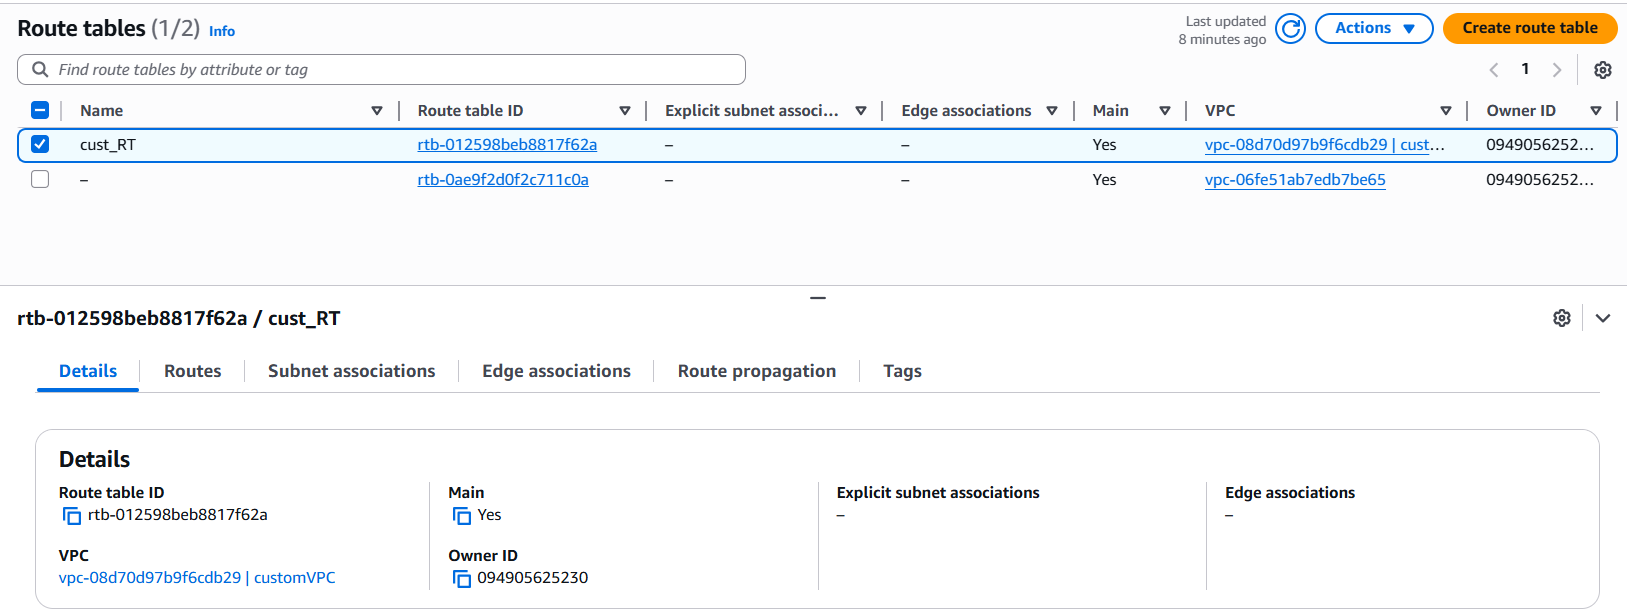 Route tables (1/2) Info
Last updated
8 minutes ago
Actions
Create route table
Find route tables by attribute or tag
1
Name Route table ID Explicit subnet associ... Edge associations Main VPC Owner ID
cust_RT rtb-012598beb8817f62a – – Yes vpc-08d70d97b9f6cdb29 | cust... 0949056252...
– rtb-0ae9f2d0f2c711c0a – – Yes vpc-06fe51ab7edb7be65 0949056252...
rtb-012598beb8817f62a / cust_RT
Details Routes Subnet associations Edge associations Route propagation Tags
Details
Route table ID Main Explicit subnet associations Edge associations
rtb-012598beb8817f62a Yes – –
VPC Owner ID
vpc-08d70d97b9f6cdb29 | customVPC 094905625230